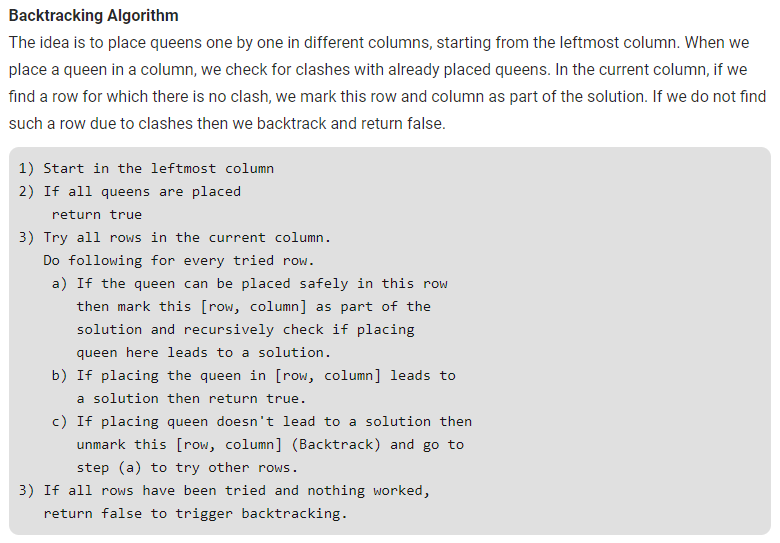 Backtracking Algorithm
The idea is to place queens one by one in different columns, starting from the leftmost column. When we
place a queen in a column, we check for clashes with already placed queens. In the current column, if we
find a row for which there is no clash, we mark this row and column as part of the solution. If we do not find
such a row due to clashes then we backtrack and return false.
1) Start in the leftmost column
2) If all queens are placed
return true
3) Try all rows in the current column.
Do following for every tried row.
a) If the queen can be placed safely in this row
then mark this [row, column] as part of the
solution and recursively check if placing
queen here leads to a solution.
b) If placing the queen in [row, column] leads to
a solution then return true.
c) If placing queen doesn't lead to a solution then
unmark this [row, column] (Backtrack) and go to
step (a) to try other rows.
3) If all rows have been tried and nothing worked,
return false to trigger backtracking.